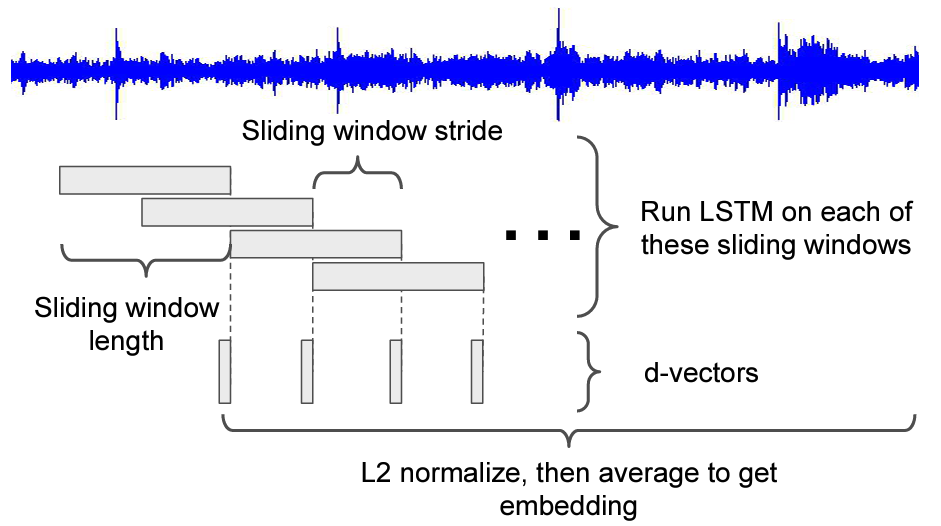 Sliding window stride
Run LSTM on each of
these sliding windows
Sliding window
length
d-vectors
L2 normalize, then average to get
embedding